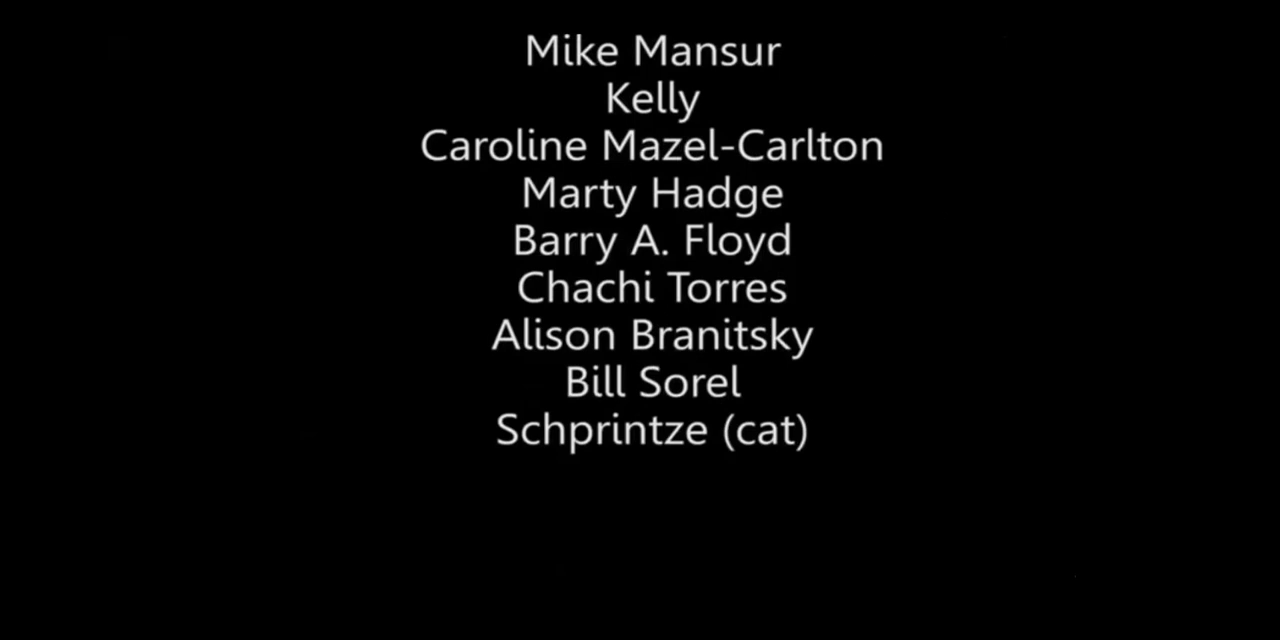 Mike Mansur
Kelly
Caroline Mazel-Carlton
Marty Hadge
Barry A. Floyd
Chachi Torres
Alison Branitsky
Bill Sorel
Schprintze (cat)